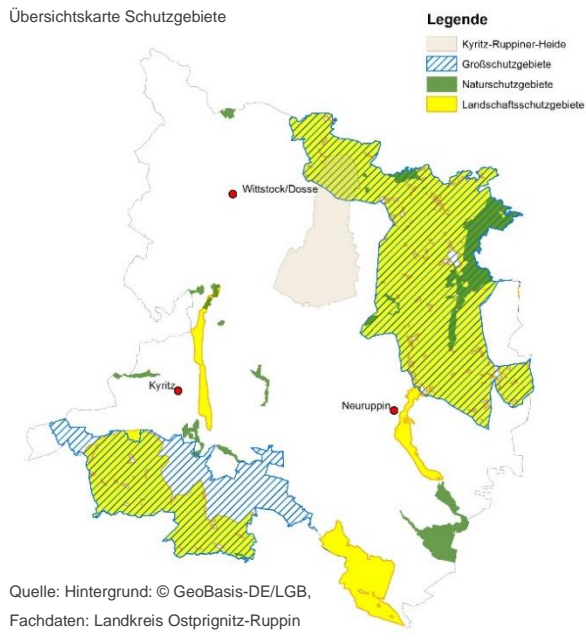 Übersichtskarte Schutzgebiete
Legende
Kyritz-Ruppiner-Heide
Großschutzgebiete
Naturschutzgebiete
Landschaftsschutzgebiete
Wittstock/Dosse
Kyritz
Neuruppin
Quelle: Hintergrund: © GeoBasis-DE/LGB,
Fachdaten: Landkreis Ostprignitz-Ruppin